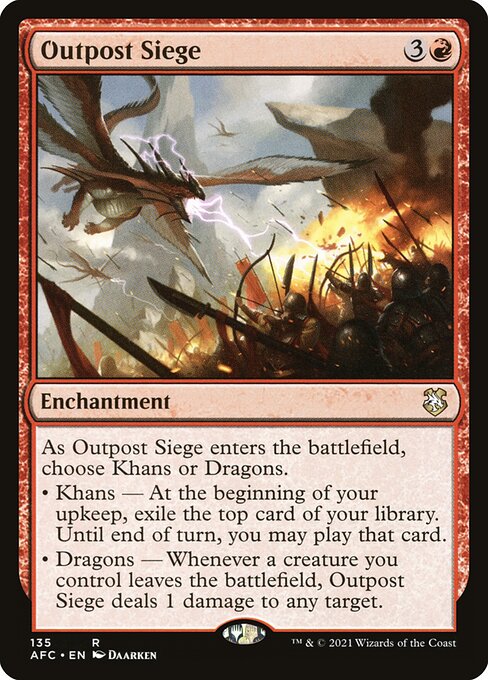 Outpost Siege 3
Enchantment
As Outpost Siege enters the battlefield,
choose Khans or Dragons.
• Khans — At the beginning of your
upkeep, exile the top card of your library.
Until end of turn, you may play that card.
• Dragons — Whenever a creature you
control leaves the battlefield, Outpost
Siege deals 1 damage to any target.
135 R
AFC • EN Daarken
™ & © 2021 Wizards of the Coast